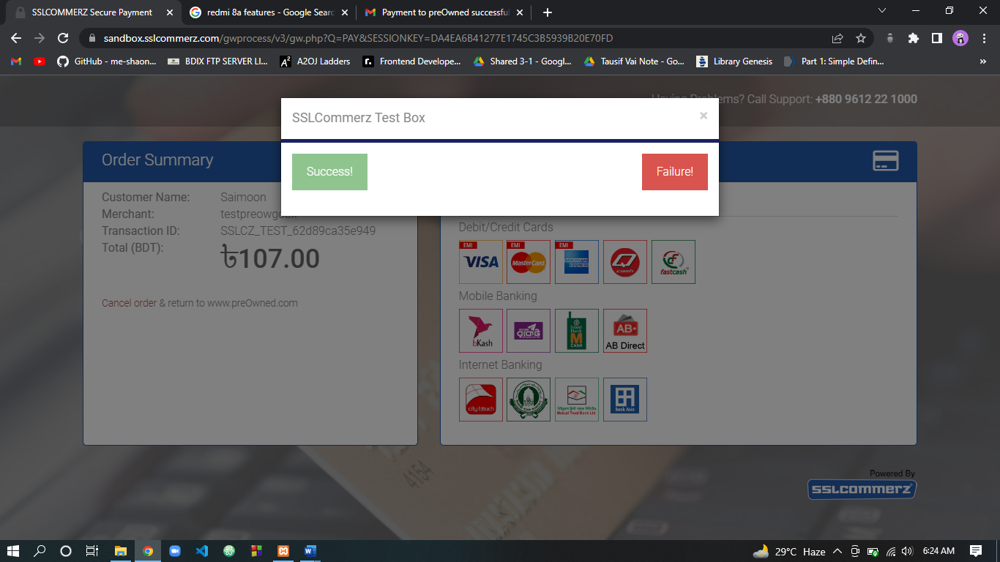 SSLCOMMERZ Secure Payment
redmi 8a features - Google Searc
Payment to preOwned successful
sandbox.sslcommerz.com/gwprocess/v3/gw.php?Q=PAY&SESSIONKEY=DA4EA6B41277E1745C3B5939B20E70FD
GitHub - me-shaon...
BDIX FTP SERVER LI...
A2OJ Ladders
Frontend Develope...
Shared 3-1 - Googl...
Tausif Vai Note - Go...
Library Genesis
Part 1: Simple Defin...
Having Problems? Call Support: +880 9612 22 1000
SSLCommerz Test Box
×
Success!
Failure!
Order Summary
Customer Name: Saimoon
Merchant:
Transaction ID: SSLCZ_TEST_62d89ca35e949
Total (BDT): ৳107.00
Cancel order & return to www.preOwned.com
Debit/Credit Cards
EMI VISA
EMI MasterCard
EMI AMERICAN EXPRESS
Q cash
fastcash
Mobile Banking
bKash
Islami Bank M CASH
AB AB Direct
Internet Banking
city touch
Mutual Trust Bank Ltd.
Bank Asia
4154
Powered By
SSLCOMMERZ
29°C Haze
6:24 AM